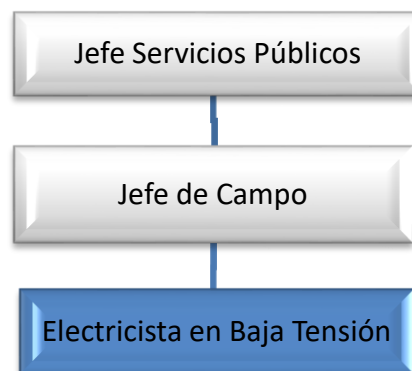 Jefe Servicios Públicos
Jefe de Campo
Electricista en Baja Tensión